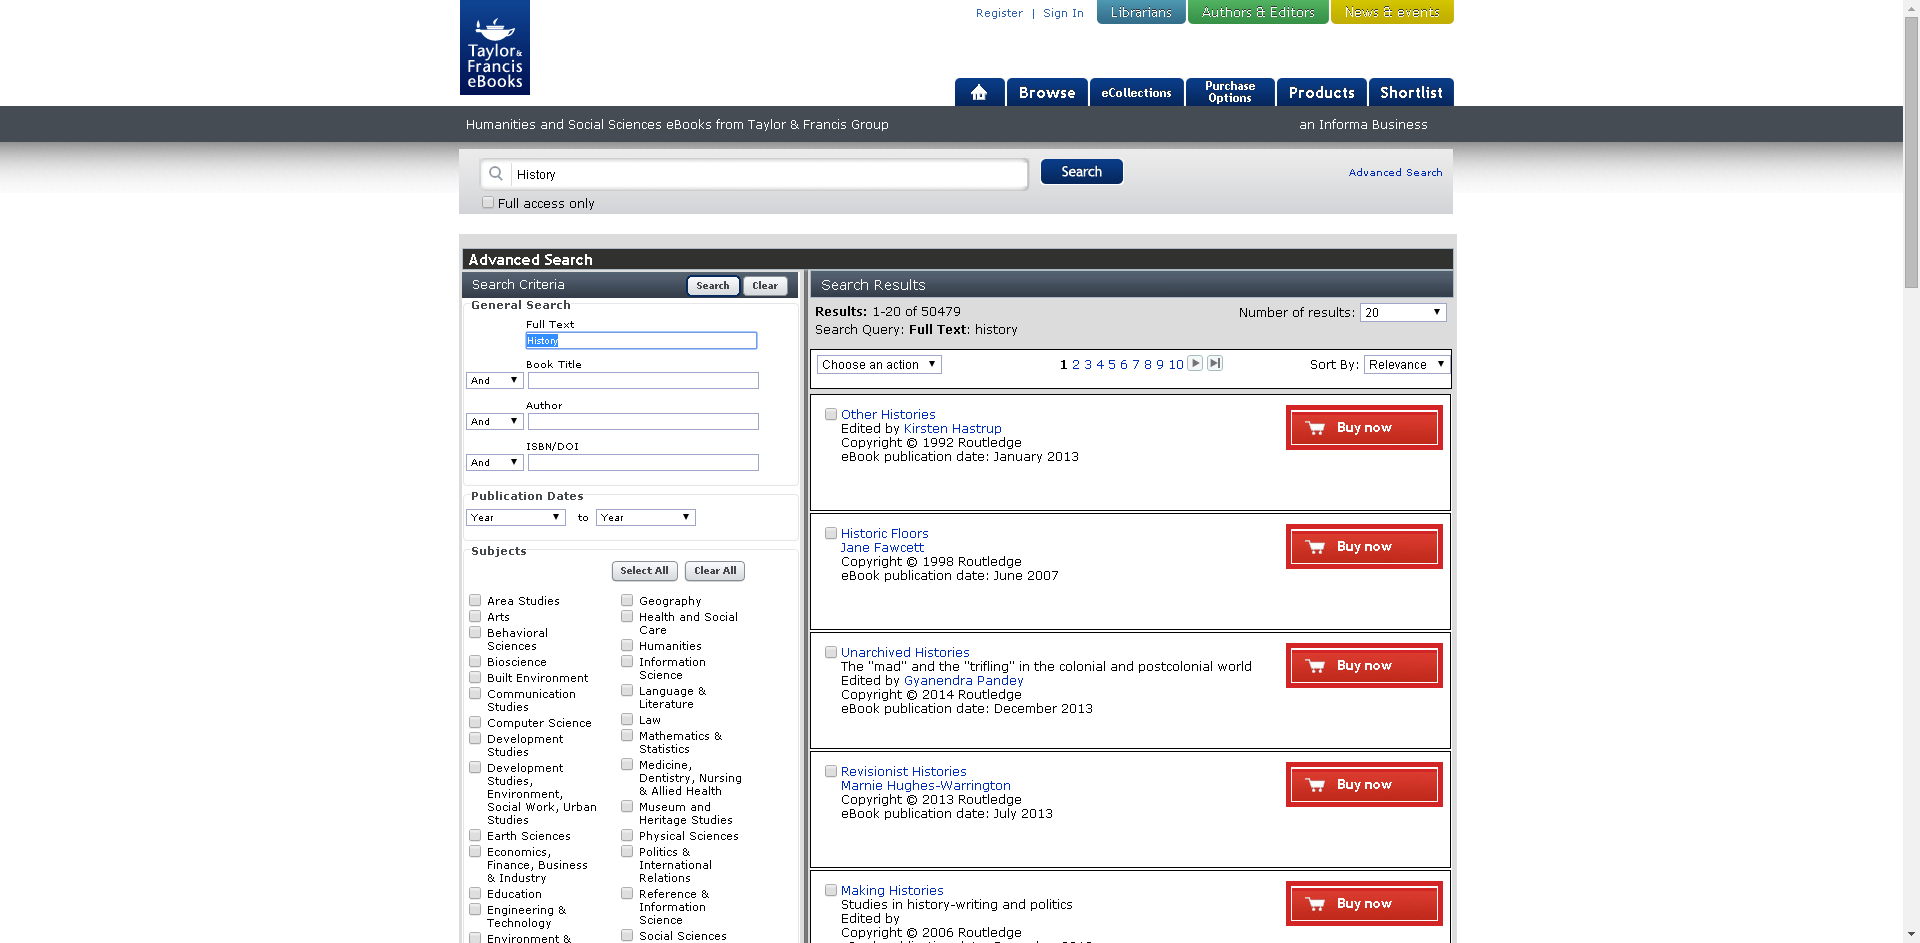 Register | Sign In
Librarians
Authors & Editors
News & events
Taylor &
Francis
eBooks
Browse
eCollections
Purchase
Options
Products
Shortlist
Humanities and Social Sciences eBooks from Taylor & Francis Group
an Informa Business
History
Search
Advanced Search
Full access only
Advanced Search
Search Criteria
Search
Clear
General Search
Full Text
History
Book Title
And
Author
And
ISBN/DOI
And
Publication Dates
Year to Year
Subjects
Select All
Clear All
Area Studies
Arts
Behavioral
Sciences
Bioscience
Built Environment
Communication
Studies
Computer Science
Development
Studies
Development
Studies,
Environment,
Social Work, Urban
Studies
Earth Sciences
Economics,
Finance, Business
& Industry
Education
Engineering &
Technology
Environment &
Geography
Health and Social
Care
Humanities
Information
Science
Language &
Literature
Law
Mathematics &
Statistics
Medicine,
Dentistry, Nursing
& Allied Health
Museum and
Heritage Studies
Physical Sciences
Politics &
International
Relations
Reference &
Information
Science
Social Sciences
Search Results
Results: 1-20 of 50479
Number of results: 20
Search Query: Full Text: history
Choose an action
1 2 3 4 5 6 7 8 9 10
Sort By: Relevance
Other Histories
Edited by Kirsten Hastrup
Copyright © 1992 Routledge
eBook publication date: January 2013
Buy now
Historic Floors
Jane Fawcett
Copyright © 1998 Routledge
eBook publication date: June 2007
Buy now
Unarchived Histories
The "mad" and the "trifling" in the colonial and postcolonial world
Edited by Gyanendra Pandey
Copyright © 2014 Routledge
eBook publication date: December 2013
Buy now
Revisionist Histories
Marnie Hughes-Warrington
Copyright © 2013 Routledge
eBook publication date: July 2013
Buy now
Making Histories
Studies in history-writing and politics
Edited by
Copyright © 2006 Routledge
Buy now